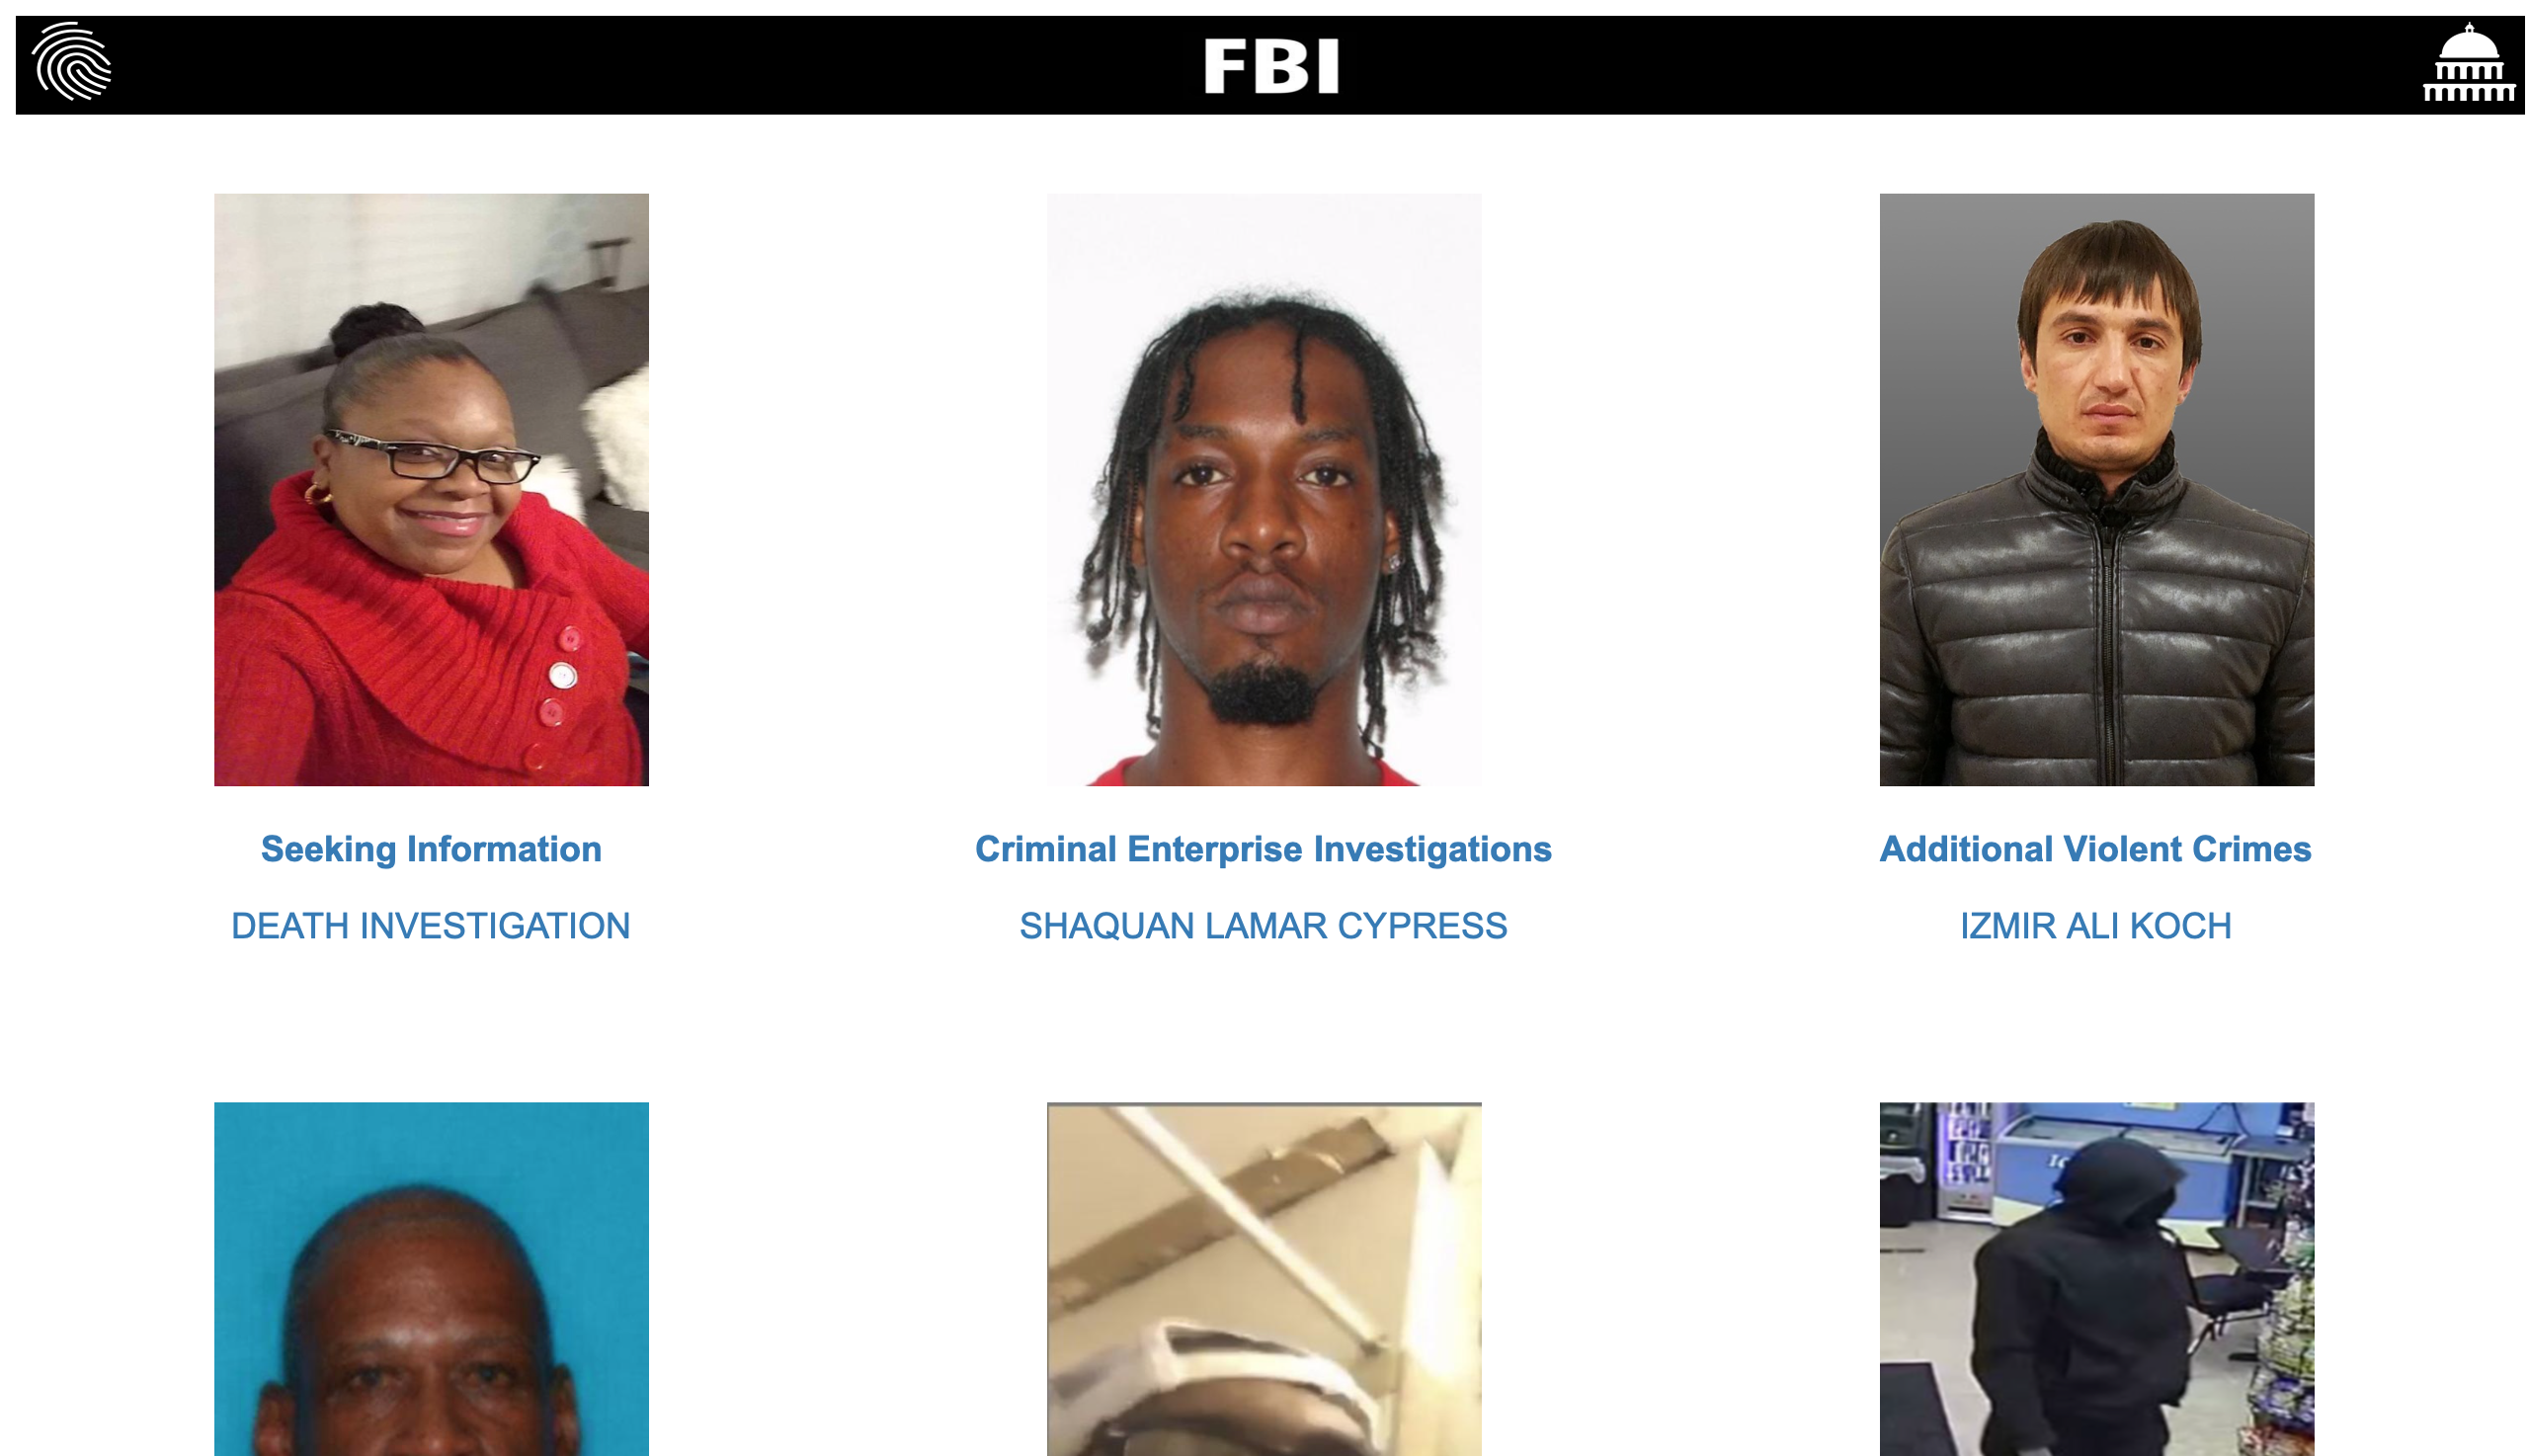 FBI
Seeking Information
Criminal Enterprise Investigations
Additional Violent Crimes
DEATH INVESTIGATION
SHAQUAN LAMAR CYPRESS
IZMIR ALI KOCH